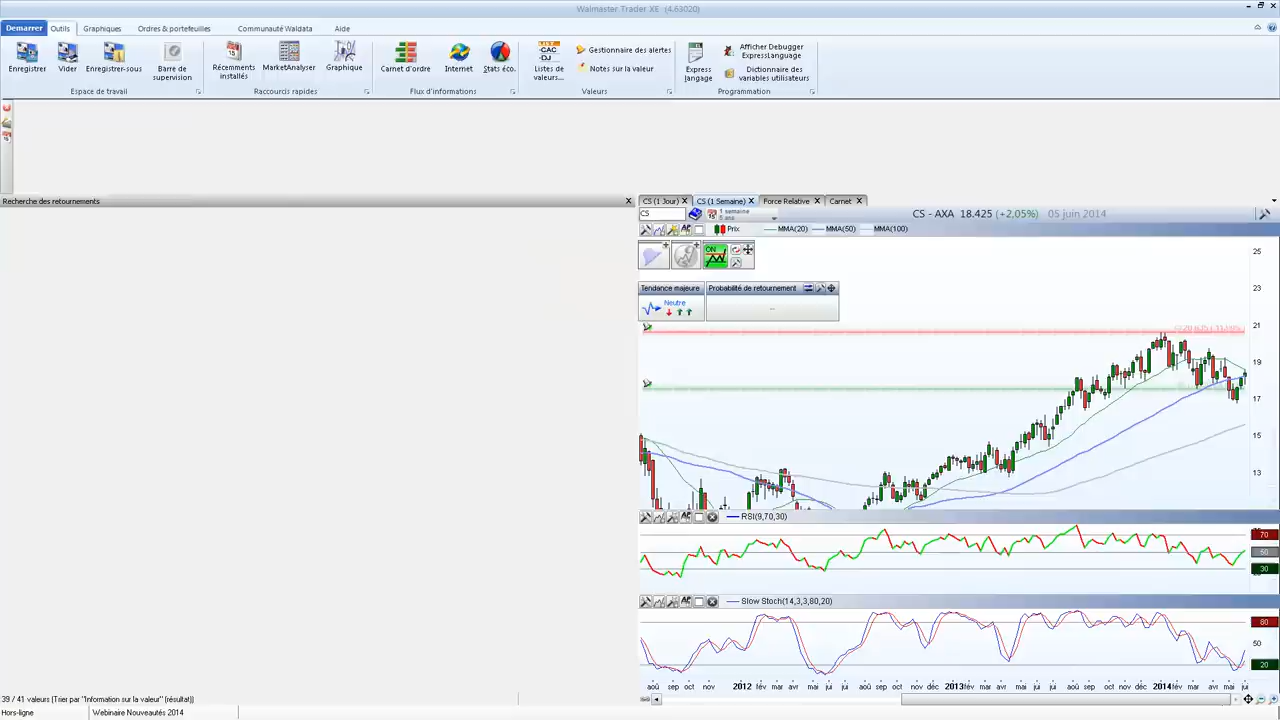 Walmaster Trader XE (4.63020)
Demarrer Outils Graphiques Ordres & portefeuilles Communauté Waldata Aide
Enregistrer Vider Enregistrer-sous Barre de supervision Récemments installés MarketAnalyser Graphique Carnet d'ordre Internet Stats éco. Listes de valeurs... Gestionnaire des alertes Notes sur la valeur Express langage Afficher Debugger ExpressLanguage Dictionnaire des variables utilisateurs
Espace de travail Raccourcis rapides Flux d'informations Valeurs Programmation
Recherche des retournements
CS (1 Jour) CS (1 Semaine) Force Relative Carnet
CS 1 semaine 5 ans CS - AXA 18.425 (+2,05%) 05 juin 2014
Prix MMA(20) MMA(50) MMA(100)
ON
25
Tendance majeure Probabilité de retournement
23
Neutre
--
21
19
17
15
13
RSI(9,70,30)
70
50
30
Slow Stoch(14,3,3,80,20)
80
50
20
aoû sep oct nov 2012 fév mar avr mai jui jui aoû sep oct nov déc 2013 fév mar avr mai jui jui aoû sep oct nov déc 2014 fév mar avr mai jui
39 / 41 valeurs (Trier par "Information sur la valeur" (résultat))
Hors-ligne Webinaire Nouveautés 2014